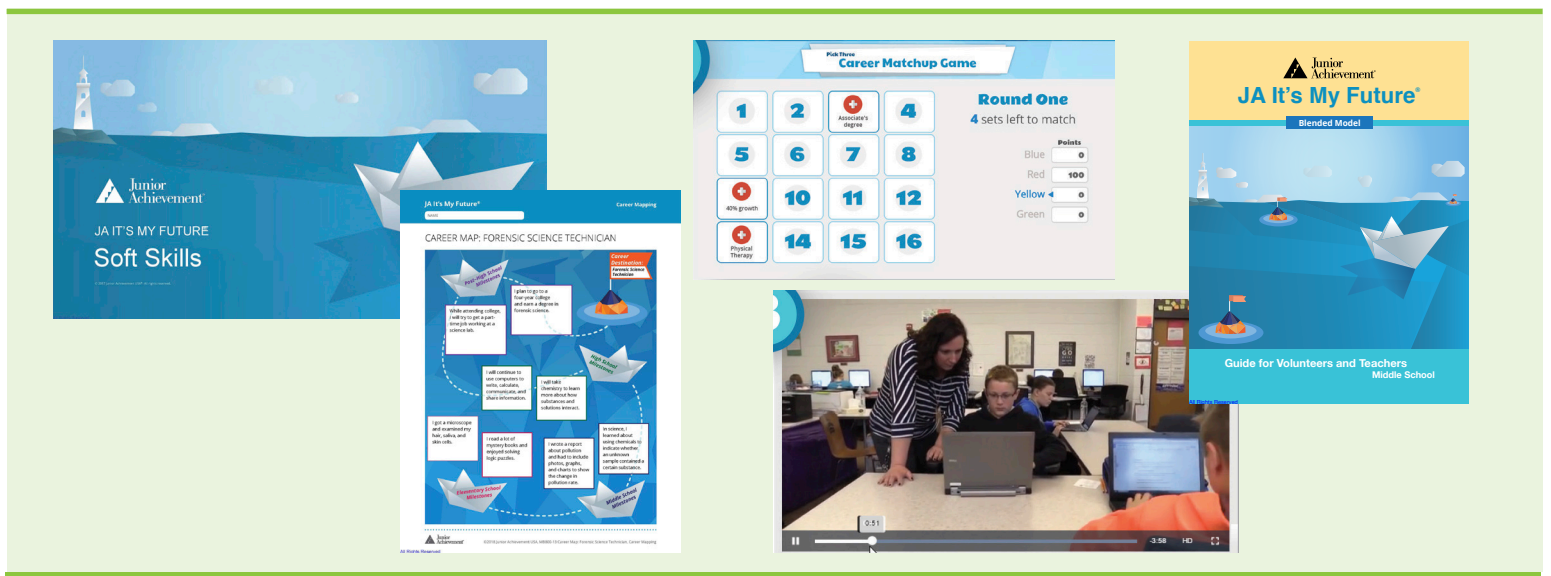 Junior
Achievement®
JA IT'S MY FUTURE
Soft Skills
JA It's My Future®
Career Mapping
NAME
CAREER MAP: FORENSIC SCIENCE TECHNICIAN
Career
Destination:
Forensic Science
Technician
Post-High School
Milestones
I plan to go to a
four-year college
and earn a degree in
forensic science.
While attending college,
I will try to get a part-
time job working at a
science lab.
High School
Milestones
I will continue to
use computers to
write, calculate,
communicate, and
share information.
I will take
chemistry to learn
more about how
substances and
solutions interact.
I got a microscope
and examined my
hair, saliva, and
skin cells.
I read a lot of
mystery books and
enjoyed solving
logic puzzles.
I wrote a report
about pollution
and had to include
photos, graphs,
and charts to show
the change in
pollution rate.
In science, I
learned about
using chemicals to
indicate whether
an unknown
sample contained a
certain substance.
Elementary School
Milestones
Middle School
Milestones
Junior
Achievement®
All Rights Reserved
Pick Three
Career Matchup Game
1
2
Associate's
degree
4
5
6
7
8
40% growth
10
11
12
Physical
Therapy
14
15
16
Round One
4 sets left to match
Points
Blue 0
Red 100
Yellow 0
Green 0
0:51
-3:58
HD
Junior
Achievement®
JA It's My Future®
Blended Model
Guide for Volunteers and Teachers
Middle School
All Rights Reserved